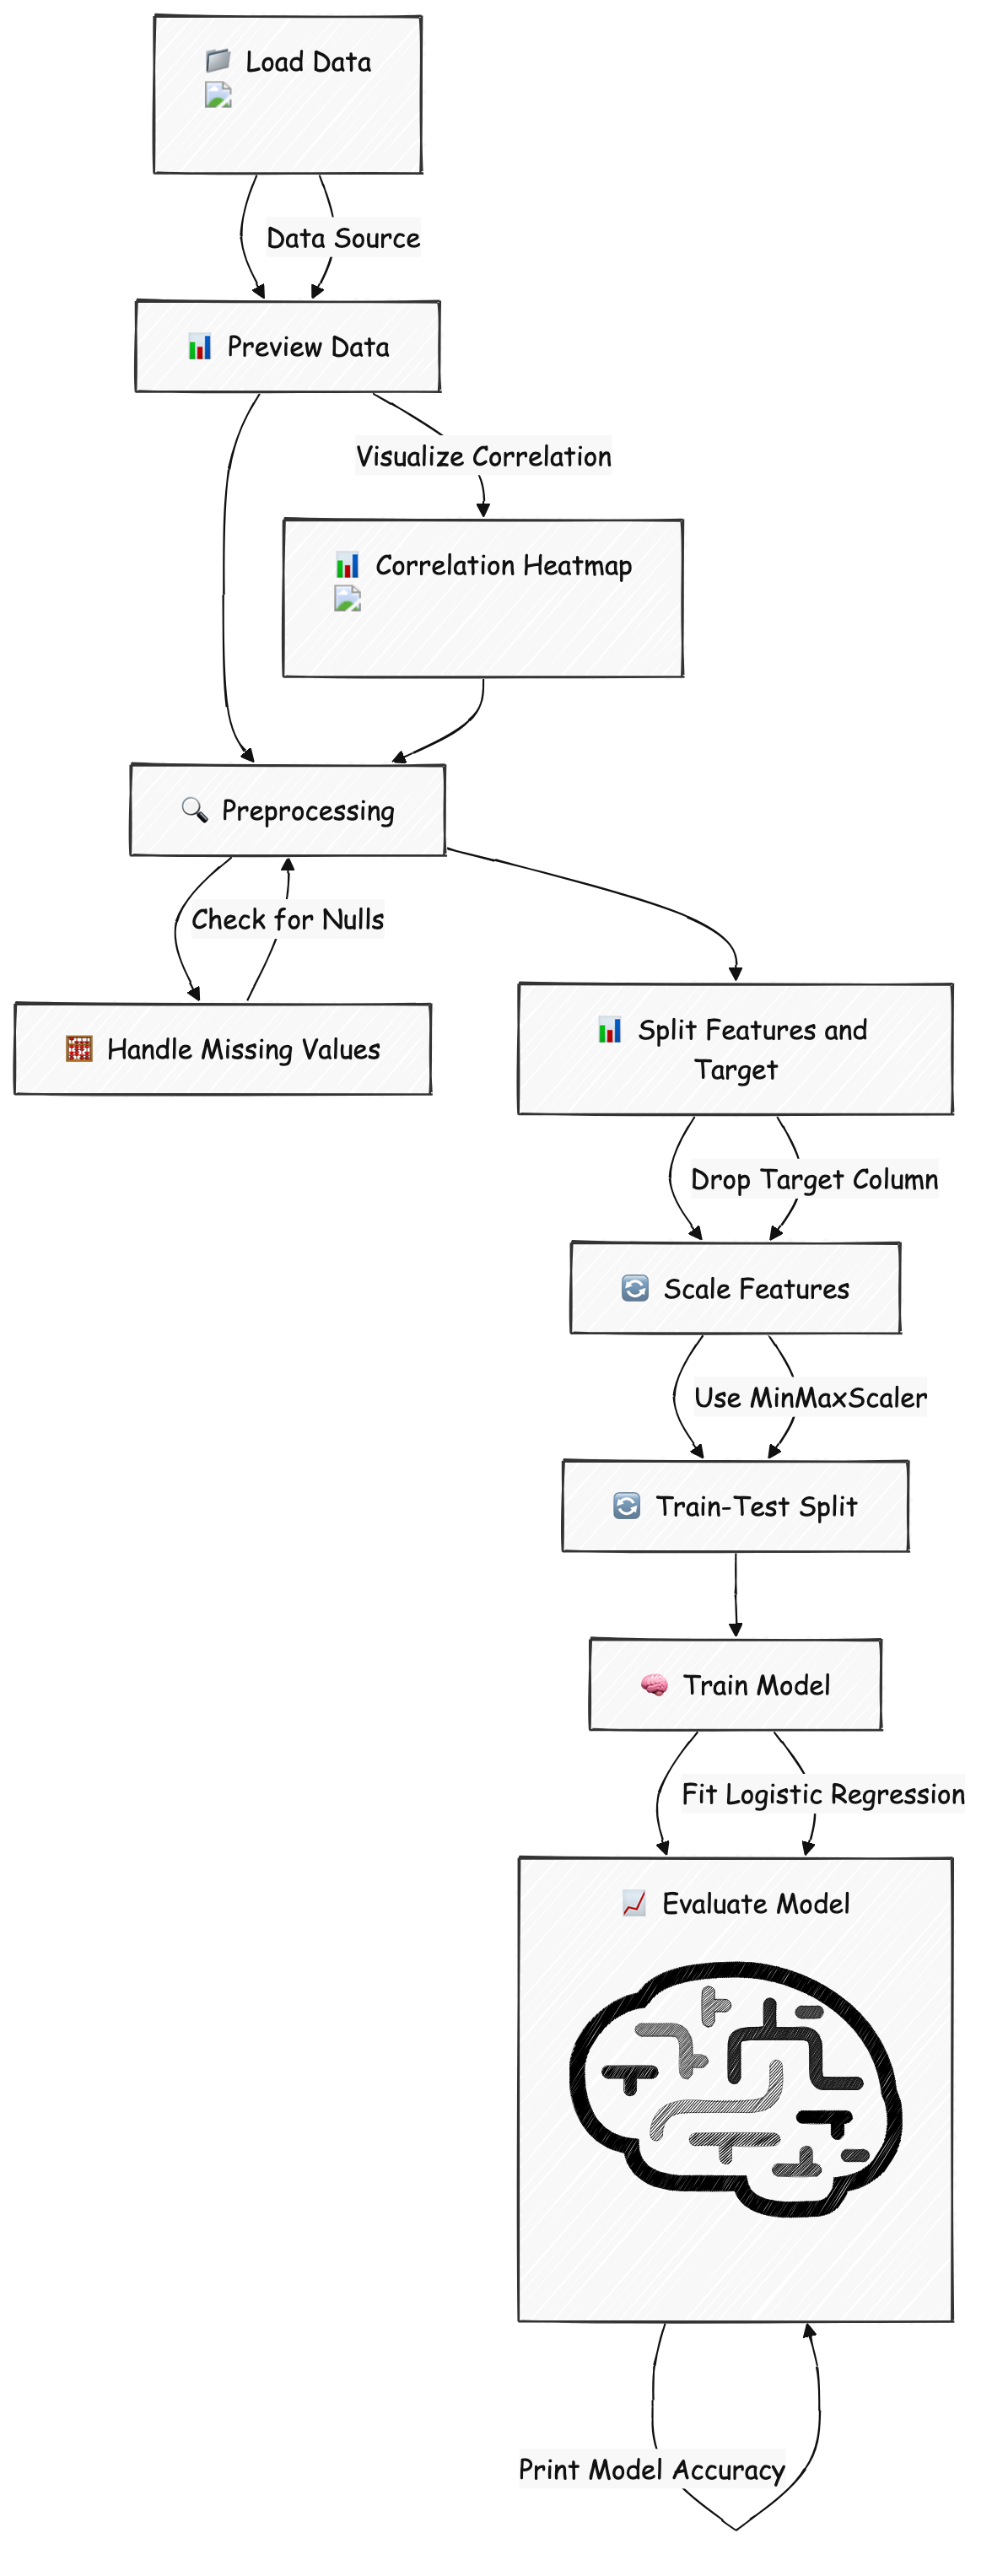 Load Data
Data Source
Preview Data
Visualize Correlation
Correlation Heatmap
Preprocessing
Check for Nulls
Handle Missing Values
Split Features and
Target
Drop Target Column
Scale Features
Use MinMaxScaler
Train-Test Split
Train Model
Fit Logistic Regression
Evaluate Model
Print Model Accuracy